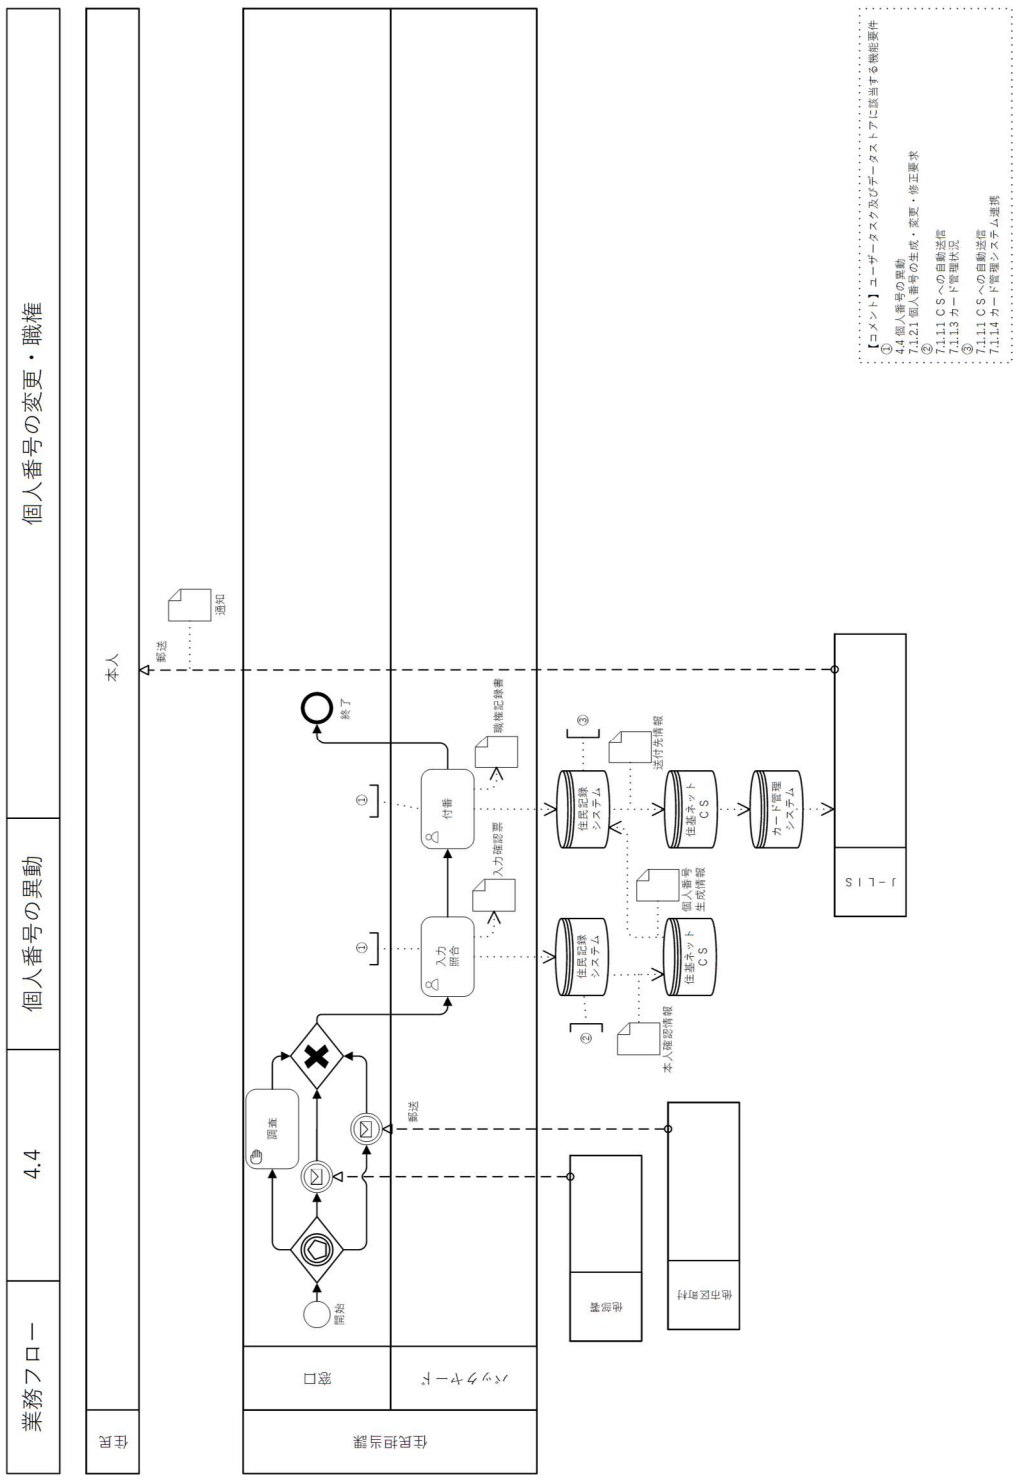 業務フロー
4.4
個人番号の異動
個人番号の変更・職権
住民
本人
郵送
通知
住民担当課
窓口
バックヤード
開始
調査
郵送
入力
照合
①
入力確認票
付番
①
職権記録書
終了
②
住民記録
システム
本人確認情報
住基ネット
CS
個人番号
生成情報
住民記録
システム
③
送付先情報
住基ネット
CS
カード管理
システム
他部署
他市区町村
J-LIS
【コメント】ユーザータスク及びデータストアに該当する機能要件
①
4.4 個人番号の異動
7.1.2.1 個人番号の生成・変更・修正要求
②
7.1.1.1 CSへの自動送信
7.1.1.3 カード管理状況
③
7.1.1.1 CSへの自動送信
7.1.1.4 カード管理システム連携